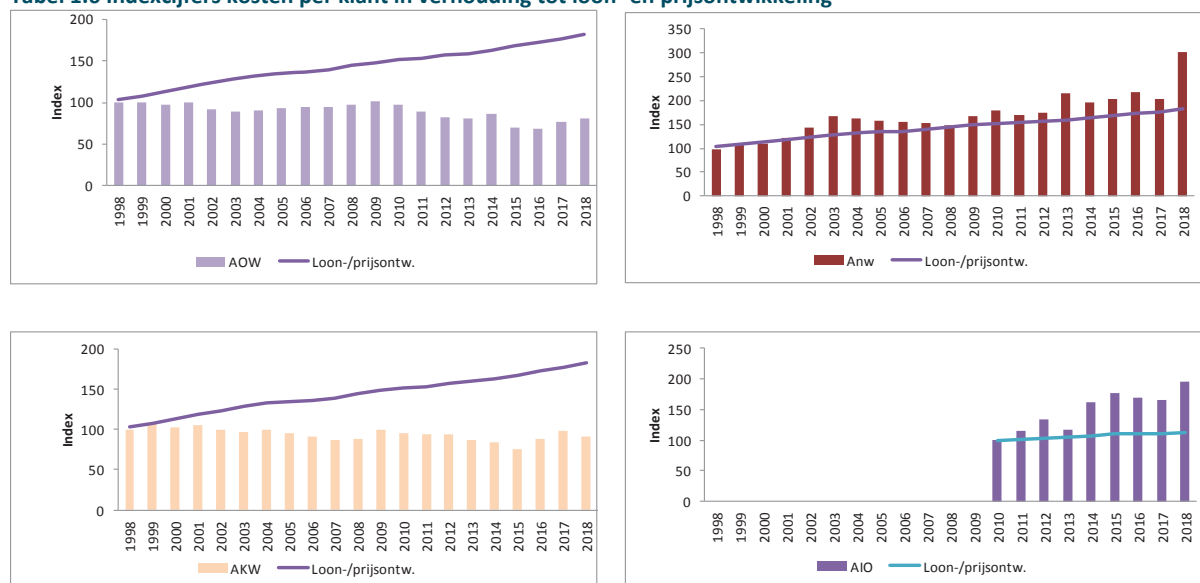 Tabel Indexcijfers kosten per klant in verhouding tot loon- en prijsontwikkeling
200
150
100
50
0
Index
1998 1999 2000 2001 2002 2003 2004 2005 2006 2007 2008 2009 2010 2011 2012 2013 2014 2015 2016 2017 2018
AOW Loon-/prijsontw.
350
300
250
200
150
100
50
0
Index
1998 1999 2000 2001 2002 2003 2004 2005 2006 2007 2008 2009 2010 2011 2012 2013 2014 2015 2016 2017 2018
Anw Loon-/prijsontw.
200
150
100
50
0
Index
1998 1999 2000 2001 2002 2003 2004 2005 2006 2007 2008 2009 2010 2011 2012 2013 2014 2015 2016 2017 2018
AKW Loon-/prijsontw.
250
200
150
100
50
0
Index
1998 1999 2000 2001 2002 2003 2004 2005 2006 2007 2008 2009 2010 2011 2012 2013 2014 2015 2016 2017 2018
AIO Loon-/prijsontw.